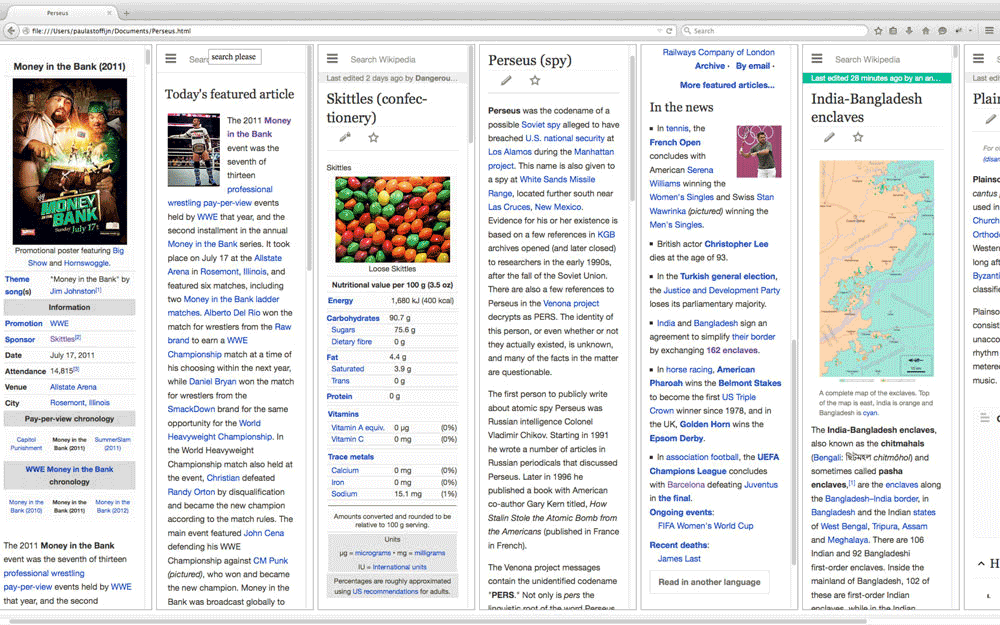 Perseus
file:///Users/paulastoffijn/Documents/Perseus.html
Search
Money in the Bank (2011)
MONEY
IN THE
BANK
Promotional poster featuring Big
Show and Hornswoggle.
Theme "Money in the Bank" by
song(s) Jim Johnston[1]
Information
Promotion WWE
Sponsor Skittles[2]
Date July 17, 2011
Attendance 14,815[3]
Venue Allstate Arena
City Rosemont, Illinois
Pay-per-view chronology
Capitol Money in the SummerSlam
Punishment Bank (2011) (2011)
WWE Money in the Bank
chronology
Money in the Money in the Money in the
Bank (2010) Bank (2011) Bank (2012)
The 2011 Money in the Bank
event was the seventh of thirteen
professional wrestling
pay-per-view events held by WWE
that year, and the second
search please
Today's featured article
The 2011 Money
in the Bank
event was the
seventh of
thirteen
professional
wrestling pay-per-view events
held by WWE that year, and the
second installment in the annual
Money in the Bank series. It took
place on July 17 at the Allstate
Arena in Rosemont, Illinois, and
featured six matches, including
two Money in the Bank ladder
matches. Alberto Del Rio won the
match for wrestlers from the Raw
brand to earn a WWE
Championship match at a time of
his choosing within the next year,
while Daniel Bryan won the match
for wrestlers from the
SmackDown brand for the same
opportunity for the World
Heavyweight Championship. In
the World Heavyweight
Championship match also held at
the event, Christian defeated
Randy Orton by disqualification
and became the new champion
according to the match rules. The
main event featured John Cena
defending his WWE
Championship against CM Punk
(pictured), who won and became
the new champion. Money in the
Bank was broadcast globally to
Search Wikipedia
Last edited 2 days ago by Dangerou...
Skittles (confec-
tionery)
Skittles
Loose Skittles
Nutritional value per 100 g (3.5 oz)
Energy 1,680 kJ (400 kcal)
Carbohydrates 90.7 g
Sugars 75.6 g
Dietary fibre 0 g
Fat 4.4 g
Saturated 3.9 g
Trans 0 g
Protein 0 g
Vitamins
Vitamin A equiv. 0 μg (0%)
Vitamin C 0 mg (0%)
Trace metals
Calcium 0 mg (0%)
Iron 0 mg (0%)
Sodium 15.1 mg (1%)
Amounts converted and rounded to be
relative to 100 g serving.
Units
μg = micrograms • mg = milligrams
IU = International units
Percentages are roughly approximated
using US recommendations for adults.
Perseus (spy)
Perseus was the codename of a
possible Soviet spy alleged to have
breached U.S. national security at
Los Alamos during the Manhattan
project. This name is also given to
a spy at White Sands Missile
Range, located further south near
Las Cruces, New Mexico.
Evidence for his or her existence is
based on a few references in KGB
archives opened (and later closed)
to researchers in the early 1990s,
after the fall of the Soviet Union.
There are also a few references to
Perseus in the Venona project
decrypts as PERS. The identity of
this person, or even whether or not
they actually existed, is unknown,
and many of the facts in the matter
are questionable.
The first person to publicly write
about atomic spy Perseus was
Russian intelligence Colonel
Vladimir Chikov. Starting in 1991
he wrote a number of articles in
Russian periodicals that discussed
Perseus. Later in 1996 he
published a book with American
co-author Gary Kern titled, How
Stalin Stole the Atomic Bomb from
the Americans (published in France
in French).
The Venona project messages
contain the unidentified codename
"PERS." Not only is pers the
linguistic root of the word Perseus
Railways Company of London
Archive · By email ·
More featured articles...
In the news
In tennis, the
French Open
concludes with
American Serena
Williams winning the
Women's Singles and Swiss Stan
Wawrinka (pictured) winning the
Men's Singles.
British actor Christopher Lee
dies at the age of 93.
In the Turkish general election,
the Justice and Development Party
loses its parliamentary majority.
India and Bangladesh sign an
agreement to simplify their border
by exchanging 162 enclaves.
In horse racing, American
Pharoah wins the Belmont Stakes
to become the first US Triple
Crown winner since 1978, and in
the UK, Golden Horn wins the
Epsom Derby.
In association football, the UEFA
Champions League concludes
with Barcelona defeating Juventus
in the final.
Ongoing events:
FIFA Women's World Cup
Recent deaths:
James Last
Read in another language
Search Wikipedia
Last edited 28 minutes ago by an an...
India-Bangladesh
enclaves
A complete map of the exclaves. Top
of the map is east, india is orange and
Bangladesh is cyan.
The India-Bangladesh enclaves,
also known as the chitmahals
(Bengali: ছিটমহল chitmôhol) and
sometimes called pasha
enclaves,[1] are the enclaves along
the Bangladesh–India border, in
Bangladesh and the Indian states
of West Bengal, Tripura, Assam
and Meghalaya. There are 106
Indian and 92 Bangladeshi
first-order enclaves. Inside the
mainland of Bangladesh, 102 of
these are first-order Indian
enclaves, while in the Indian